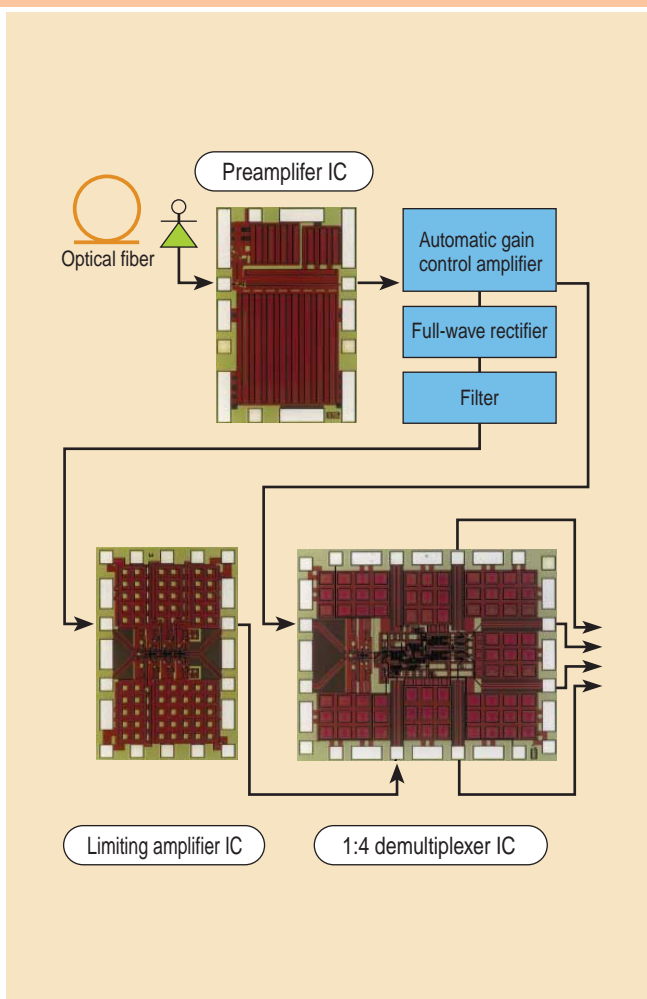 Preamplifer IC
Optical fiber
Automatic gain
control amplifier
Full-wave rectifier
Filter
Limiting amplifier IC
1:4 demultiplexer IC